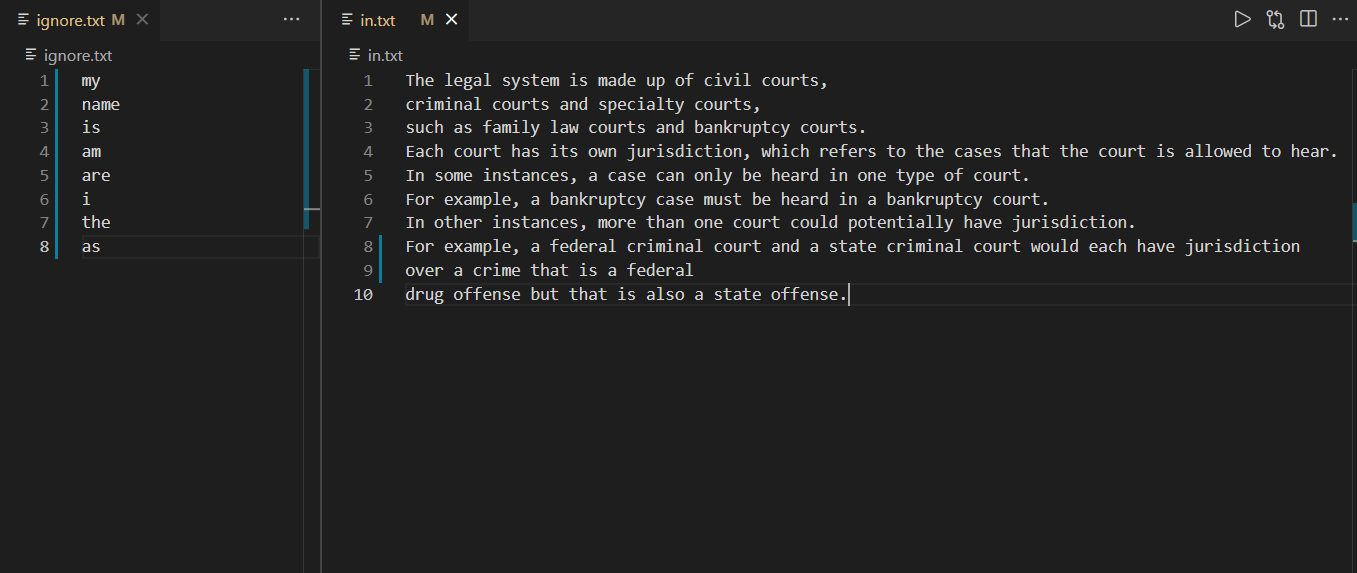 ignore.txt M
ignore.txt
1 my
2 name
3 is
4 am
5 are
6 i
7 the
8 as
in.txt M
in.txt
1 The legal system is made up of civil courts,
2 criminal courts and specialty courts,
3 such as family law courts and bankruptcy courts.
4 Each court has its own jurisdiction, which refers to the cases that the court is allowed to hear.
5 In some instances, a case can only be heard in one type of court.
6 For example, a bankruptcy case must be heard in a bankruptcy court.
7 In other instances, more than one court could potentially have jurisdiction.
8 For example, a federal criminal court and a state criminal court would each have jurisdiction
9 over a crime that is a federal
10 drug offense but that is also a state offense.